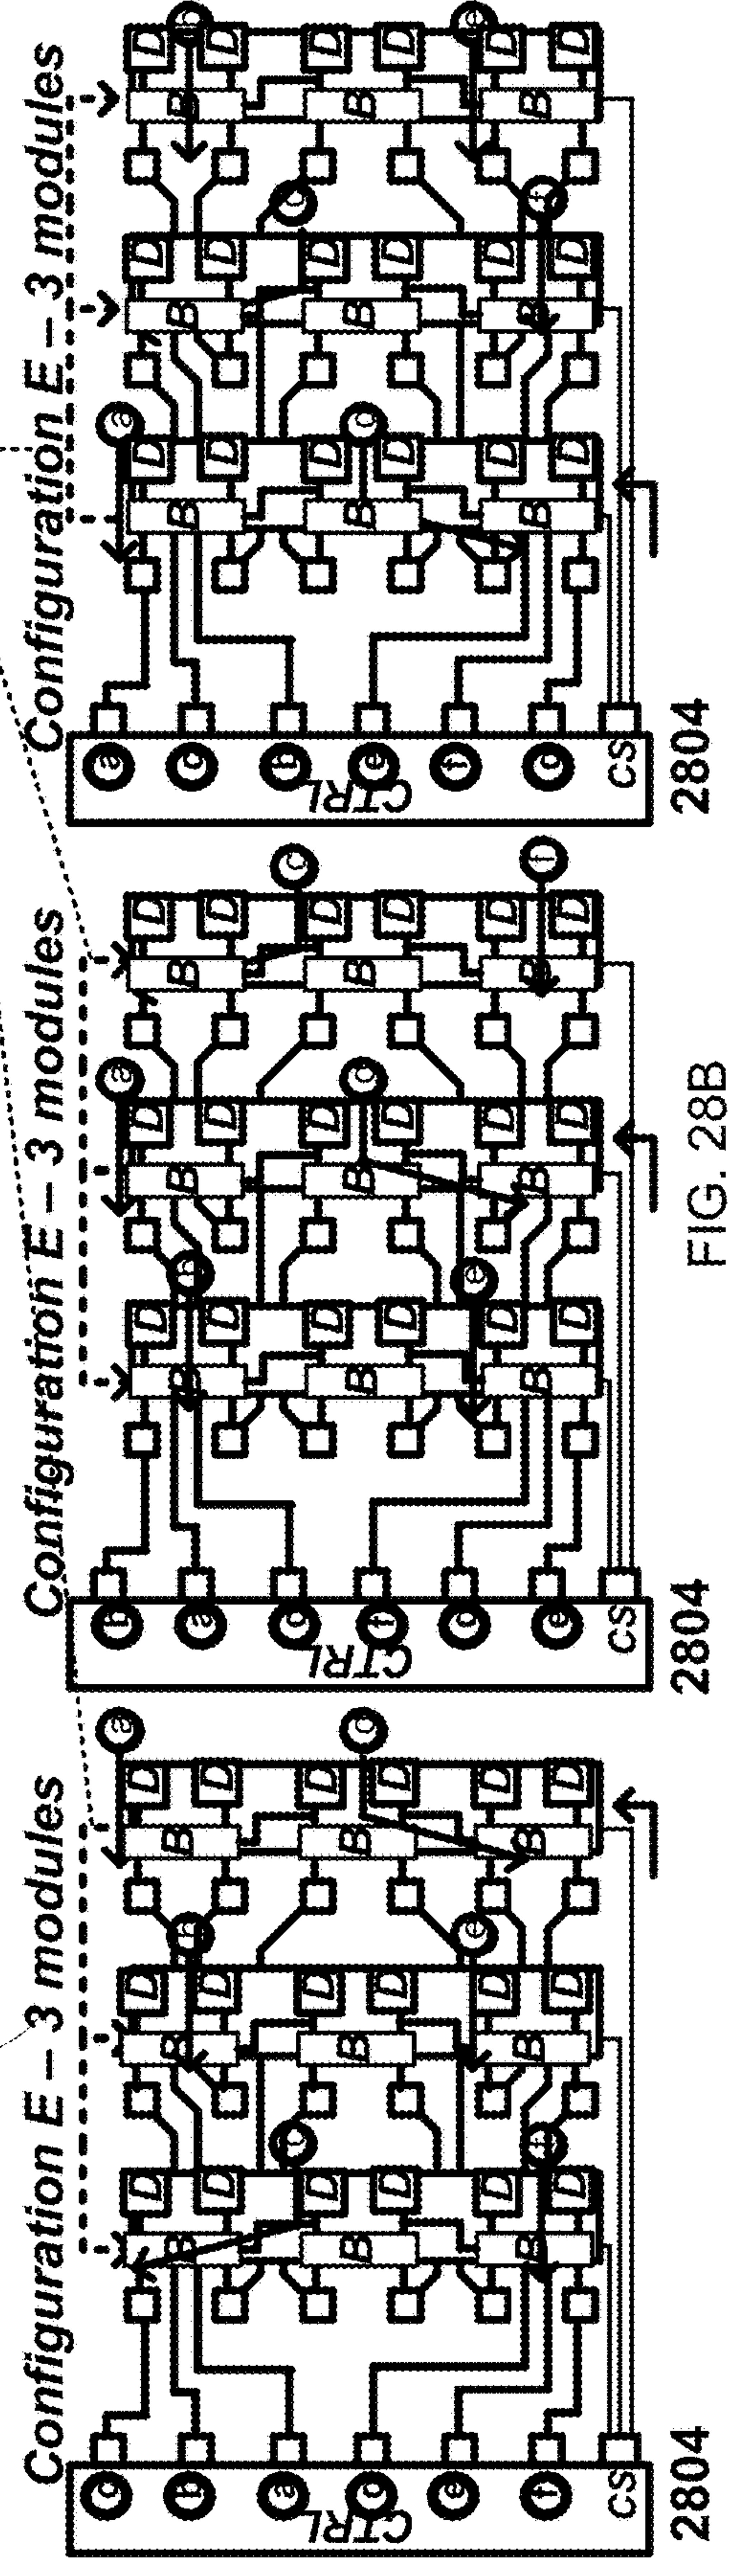 Configuration E – 3 modules Configuration E – 3 modules Configuration E – 3 modules
a b a a a
D D D D D D D D D
b B B B a B B B c B B B
D D D D D D D D D
a c b
D D D D D D D D D
CTRL B B B CTRL B B B CTRL B B B
D D D D D D D D D
e e e e
D D D D D D D D D
f B B B e B B B B B B
D D D D D D D D D
CS CS CS
2804 2804 2804
FIG. 28B